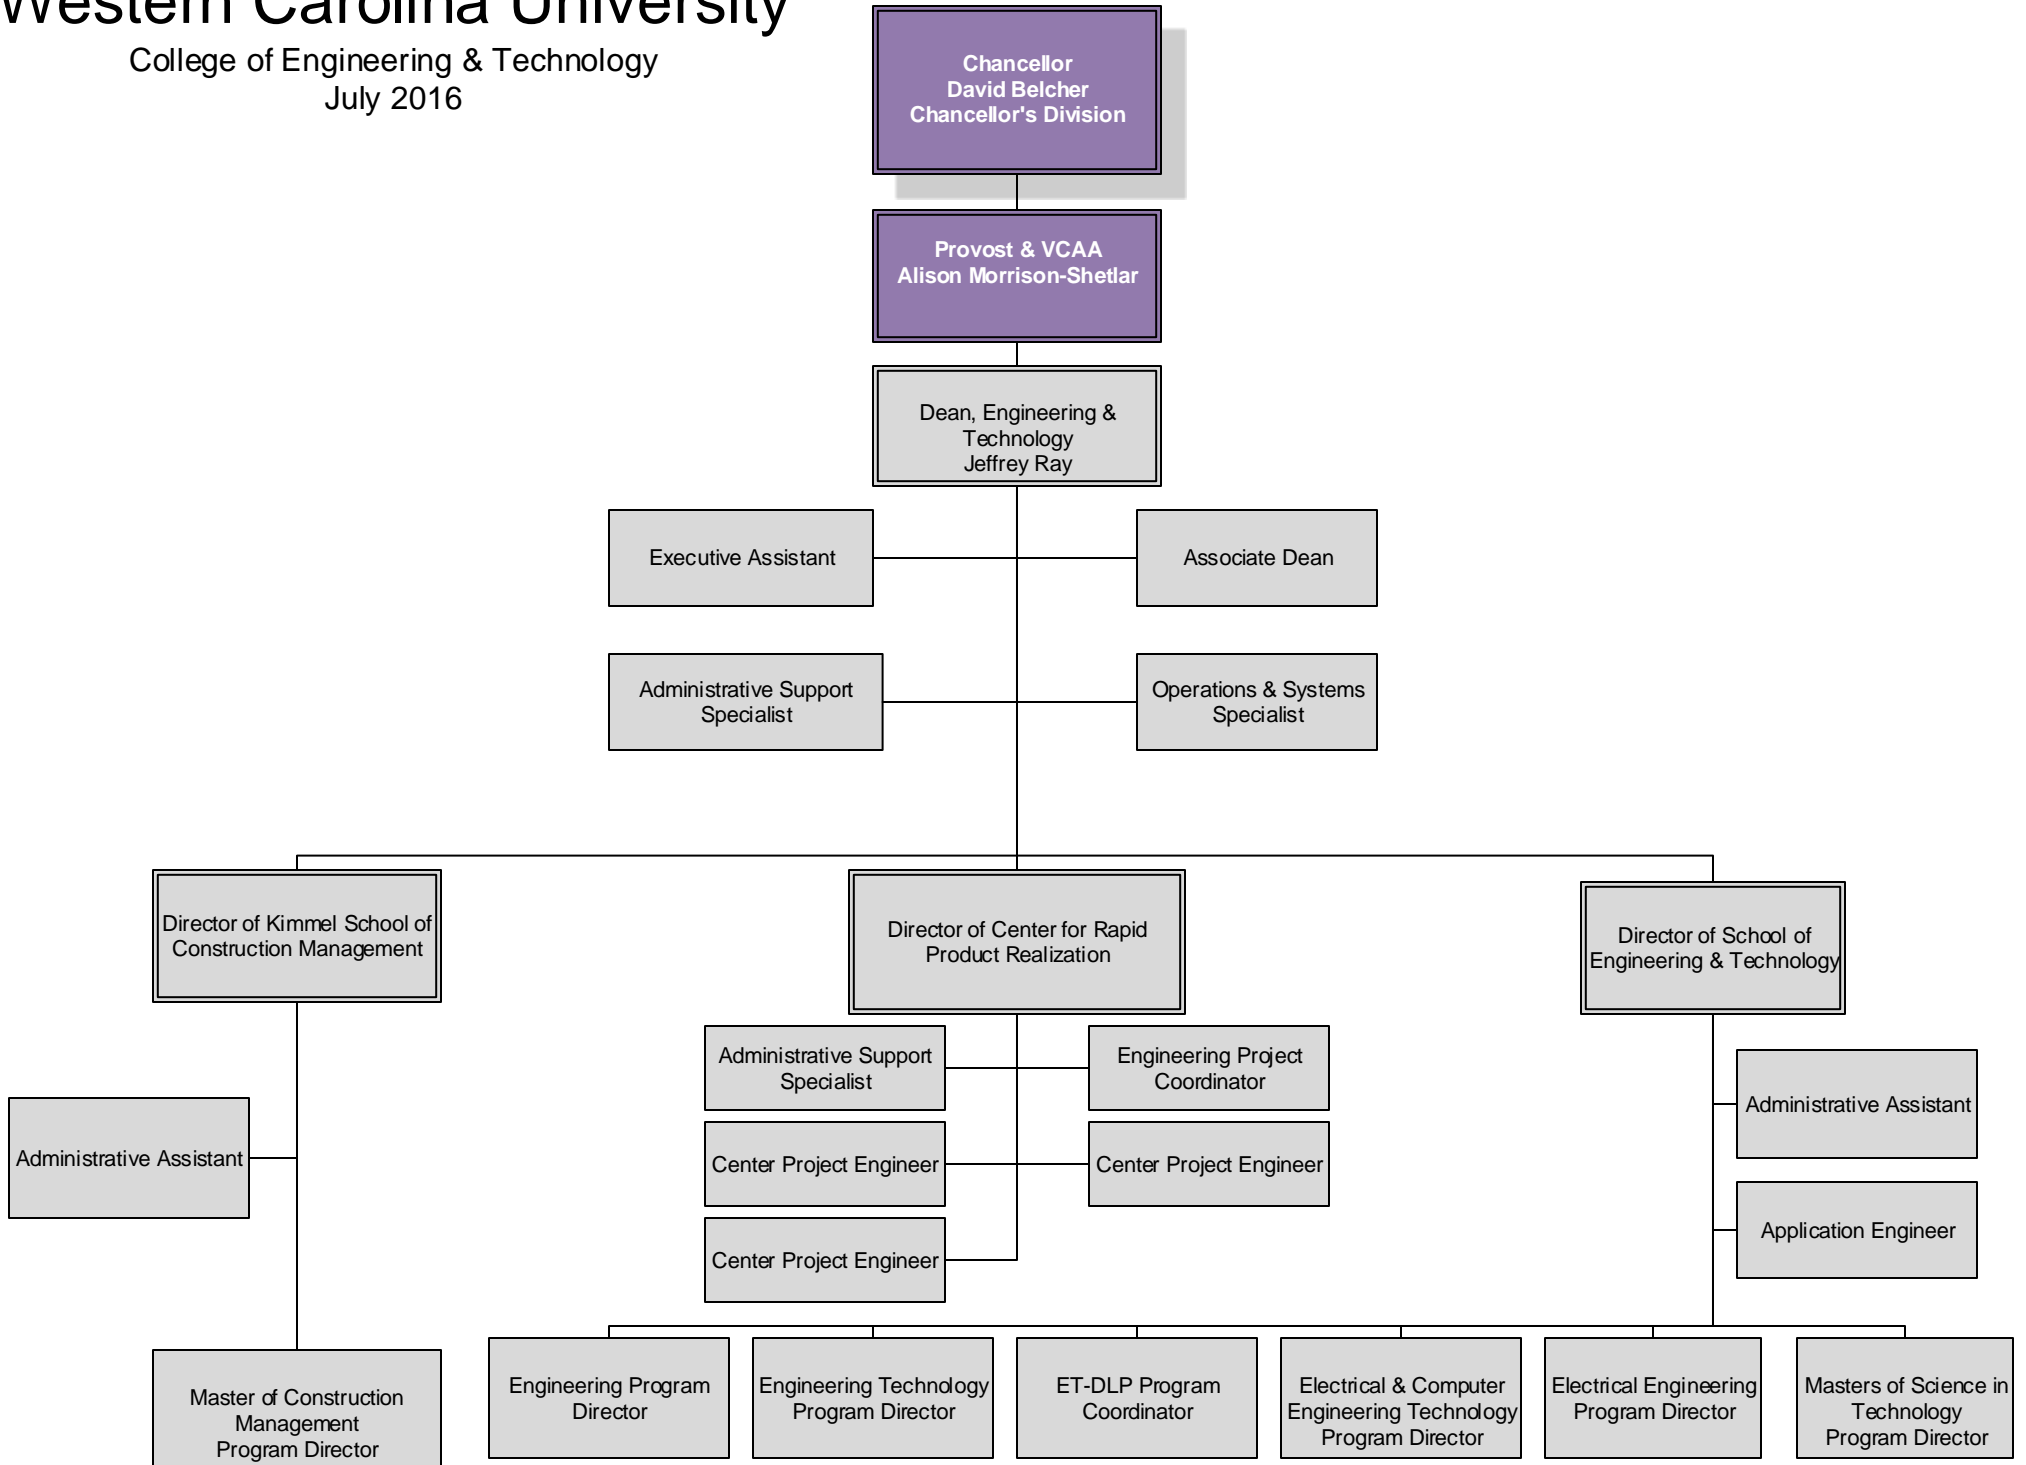 Western Carolina University
College of Engineering & Technology
July 2016
Chancellor
David Belcher
Chancellor's Division
Provost & VCAA
Alison Morrison-Shetlar
Dean, Engineering &
Technology
Jeffrey Ray
Executive Assistant
Associate Dean
Administrative Support
Specialist
Operations & Systems
Specialist
Director of Kimmel School of
Construction Management
Director of Center for Rapid
Product Realization
Director of School of
Engineering & Technology
Administrative Support
Specialist
Engineering Project
Coordinator
Administrative Assistant
Administrative Assistant
Center Project Engineer
Center Project Engineer
Application Engineer
Center Project Engineer
Master of Construction
Management
Program Director
Engineering Program
Director
Engineering Technology
Program Director
ET-DLP Program
Coordinator
Electrical & Computer
Engineering Technology
Program Director
Electrical Engineering
Program Director
Masters of Science in
Technology
Program Director